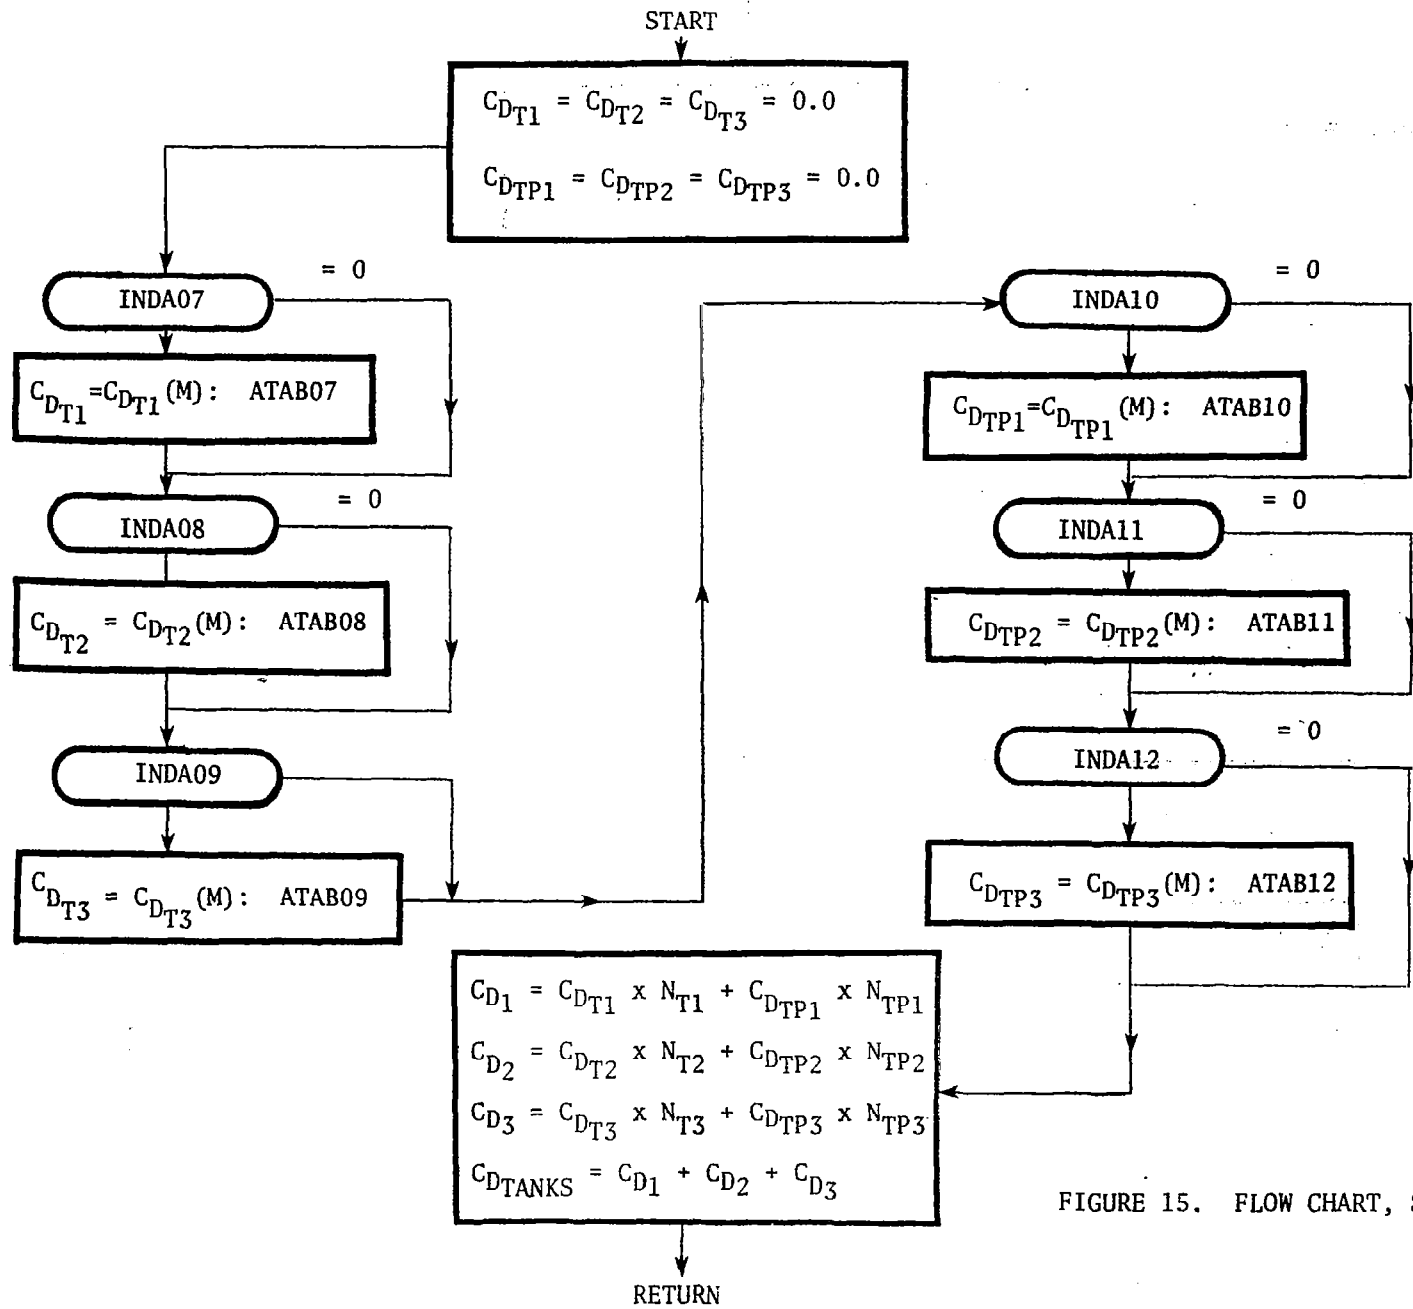 START
C_DT1 = C_DT2 = C_DT3 = 0.0
C_DTP1 = C_DTP2 = C_DTP3 = 0.0
= 0
INDA07
C_DT1=C_DT1(M): ATAB07
= 0
INDA08
C_DT2 = C_DT2(M): ATAB08
INDA09
C_DT3 = C_DT3(M): ATAB09
= 0
INDA10
C_DTP1=C_DTP1(M): ATAB10
= 0
INDA11
C_DTP2 = C_DTP2(M): ATAB11
= 0
INDA12
C_DTP3 = C_DTP3(M): ATAB12
C_D1 = C_DT1 x N_T1 + C_DTP1 x N_TP1
C_D2 = C_DT2 x N_T2 + C_DTP2 x N_TP2
C_D3 = C_DT3 x N_T3 + C_DTP3 x N_TP3
C_DTANKS = C_D1 + C_D2 + C_D3
FIGURE 15. FLOW CHART,
RETURN